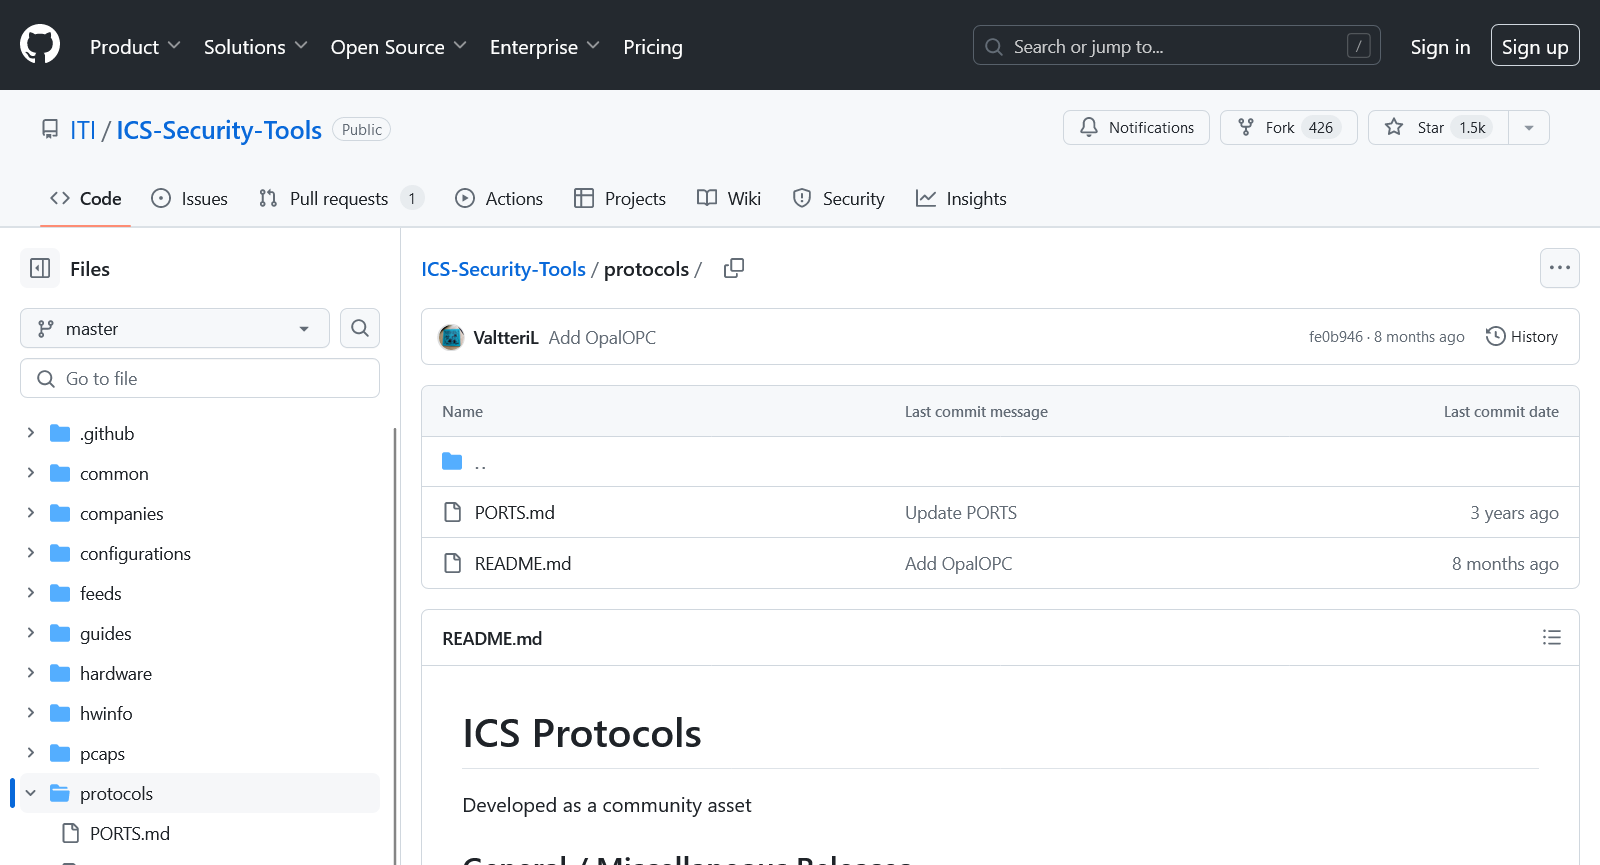 Product Solutions Open Source Enterprise Pricing Search or jump to... / Sign in Sign up
ITI / ICS-Security-Tools Public Notifications Fork 426 Star 1.5k
Code Issues Pull requests 1 Actions Projects Wiki Security Insights
Files
master
Go to file
.github
common
companies
configurations
feeds
guides
hardware
hwinfo
pcaps
protocols
PORTS.md
ICS-Security-Tools / protocols /
ValtteriL Add OpalOPC fe0b946 · 8 months ago History
Name Last commit message Last commit date
..
PORTS.md Update PORTS 3 years ago
README.md Add OpalOPC 8 months ago
README.md
ICS Protocols
Developed as a community asset
General / Miscellaneous Releases